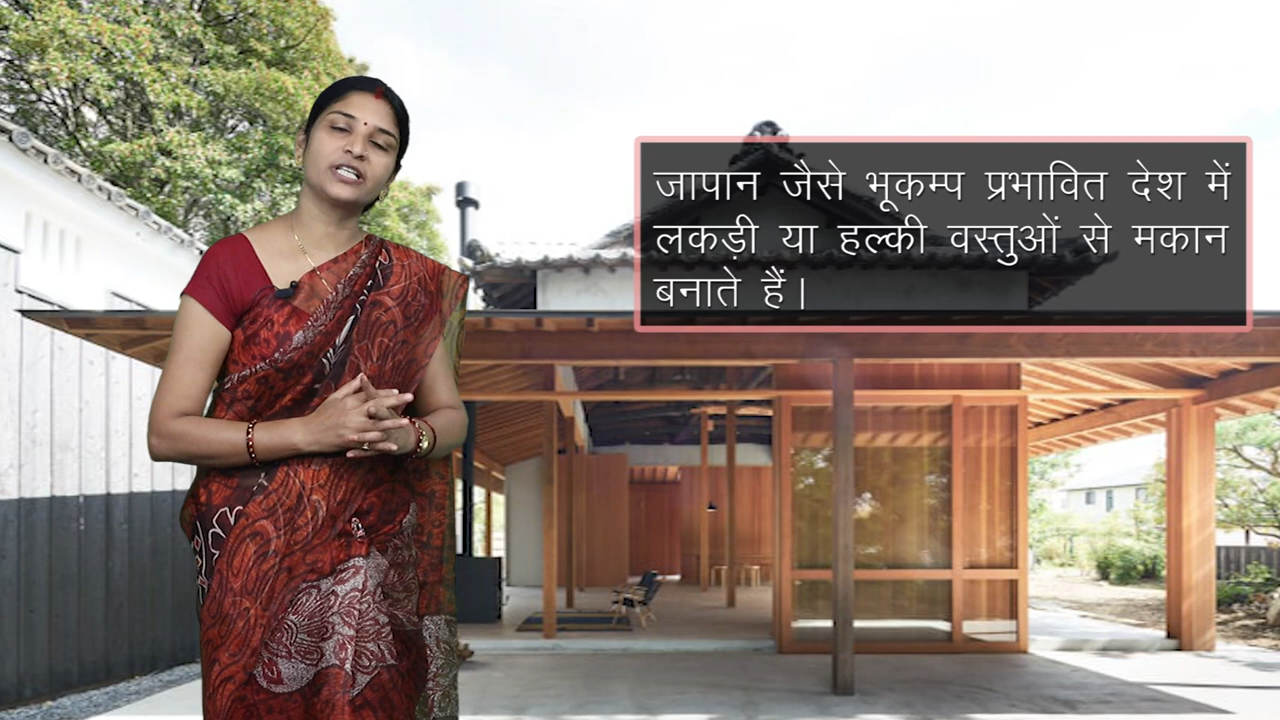 जापान जैसे भूकम्प प्रभावित देश में
लकड़ी या हल्की वस्तुओं से मकान
बनाते हैं।